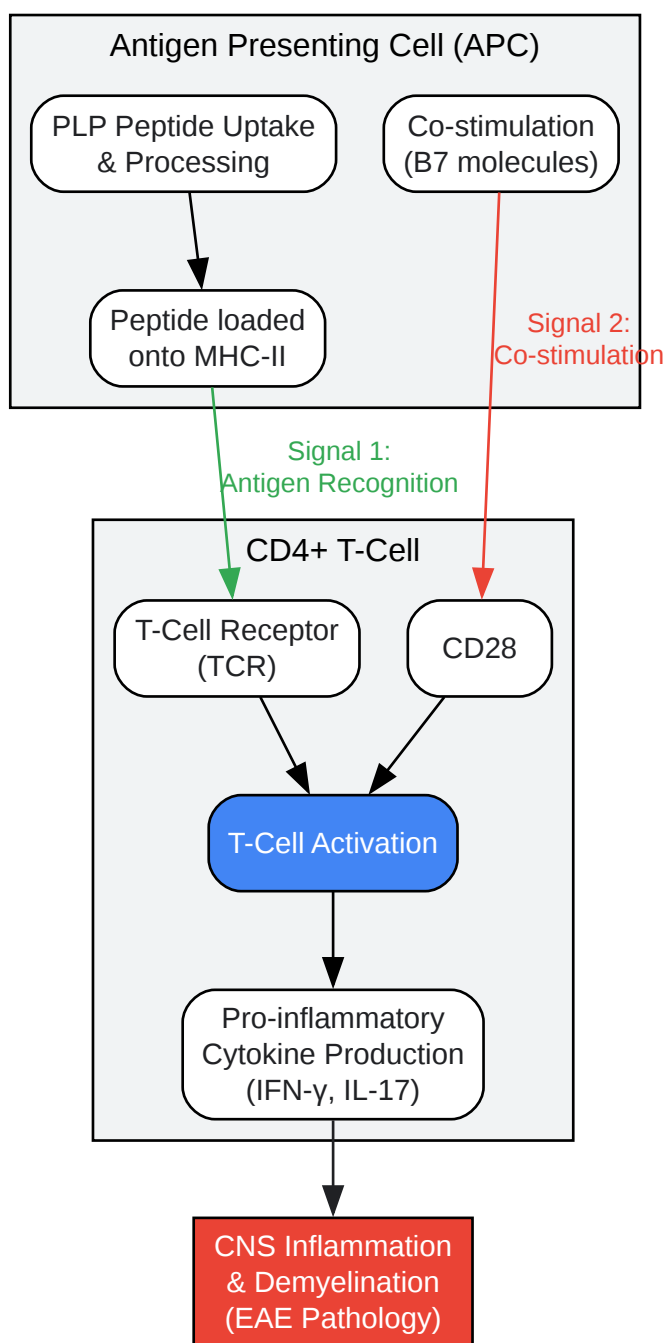 Antigen Presenting Cell (APC)
PLP Peptide Uptake
& Processing
Co-stimulation
(B7 molecules)
Peptide loaded
onto MHC-II
Signal 2:
Co-stimulation
Signal 1:
Antigen Recognition
CD4+ T-Cell
T-Cell Receptor
(TCR)
CD28
T-Cell Activation
Pro-inflammatory
Cytokine Production
(IFN-γ, IL-17)
CNS Inflammation
& Demyelination
(EAE Pathology)